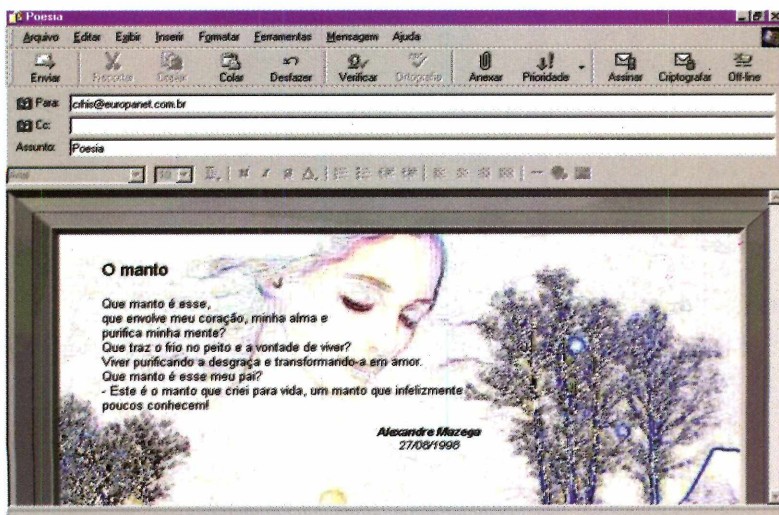 Poesia
Arquivo Editar Exibir Inserir Formatar Ferramentas Mensagem Ajuda
Enviar Recortar Copiar Colar Desfazer Verificar Ortografia Anexar Prioridade Assinar Criptografar Off-line
Para: crhis@europanet.com.br
Cc:
Assunto: Poesia
Arial 10
O manto
Que manto é esse,
que envolve meu coração, minha alma e
purifica minha mente?
Que traz o frio no peito e a vontade de viver?
Viver purificando a desgraça e transformando-a em amor.
Que manto é esse meu pai?
- Este é o manto que criei para vida, um manto que infelizmente
poucos conhecem!
Alexandre Mazega
27/08/1998